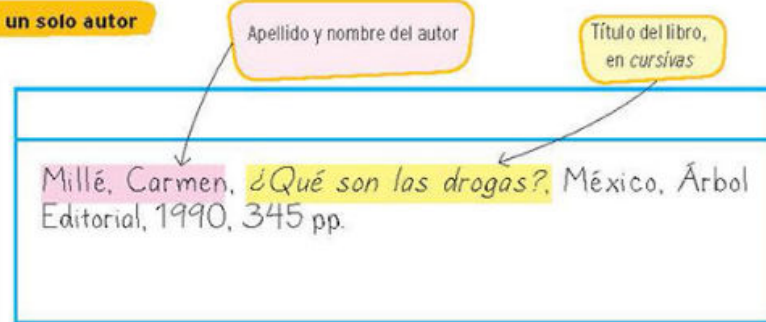 un solo autor
Apellido y nombre del autor
Título del libro,
en cursivas
Millé, Carmen, ¿Qué son las drogas?, México, Árbol
Editorial, 1990, 345 pp.